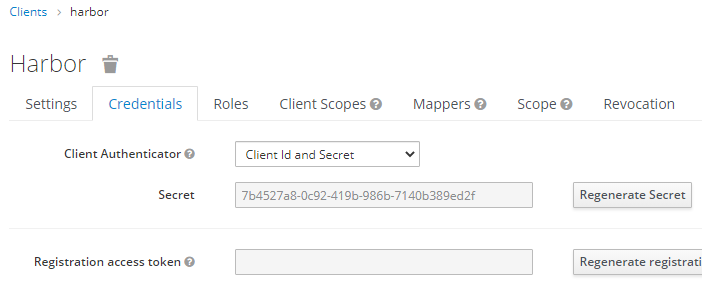 Clients > harbor
Harbor
Settings Credentials Roles Client Scopes Mappers Scope Revocation
Client Authenticator Client Id and Secret
Secret 7b4527a8-0c92-419b-986b-7140b389ed2f Regenerate Secret
Registration access token Regenerate registrati